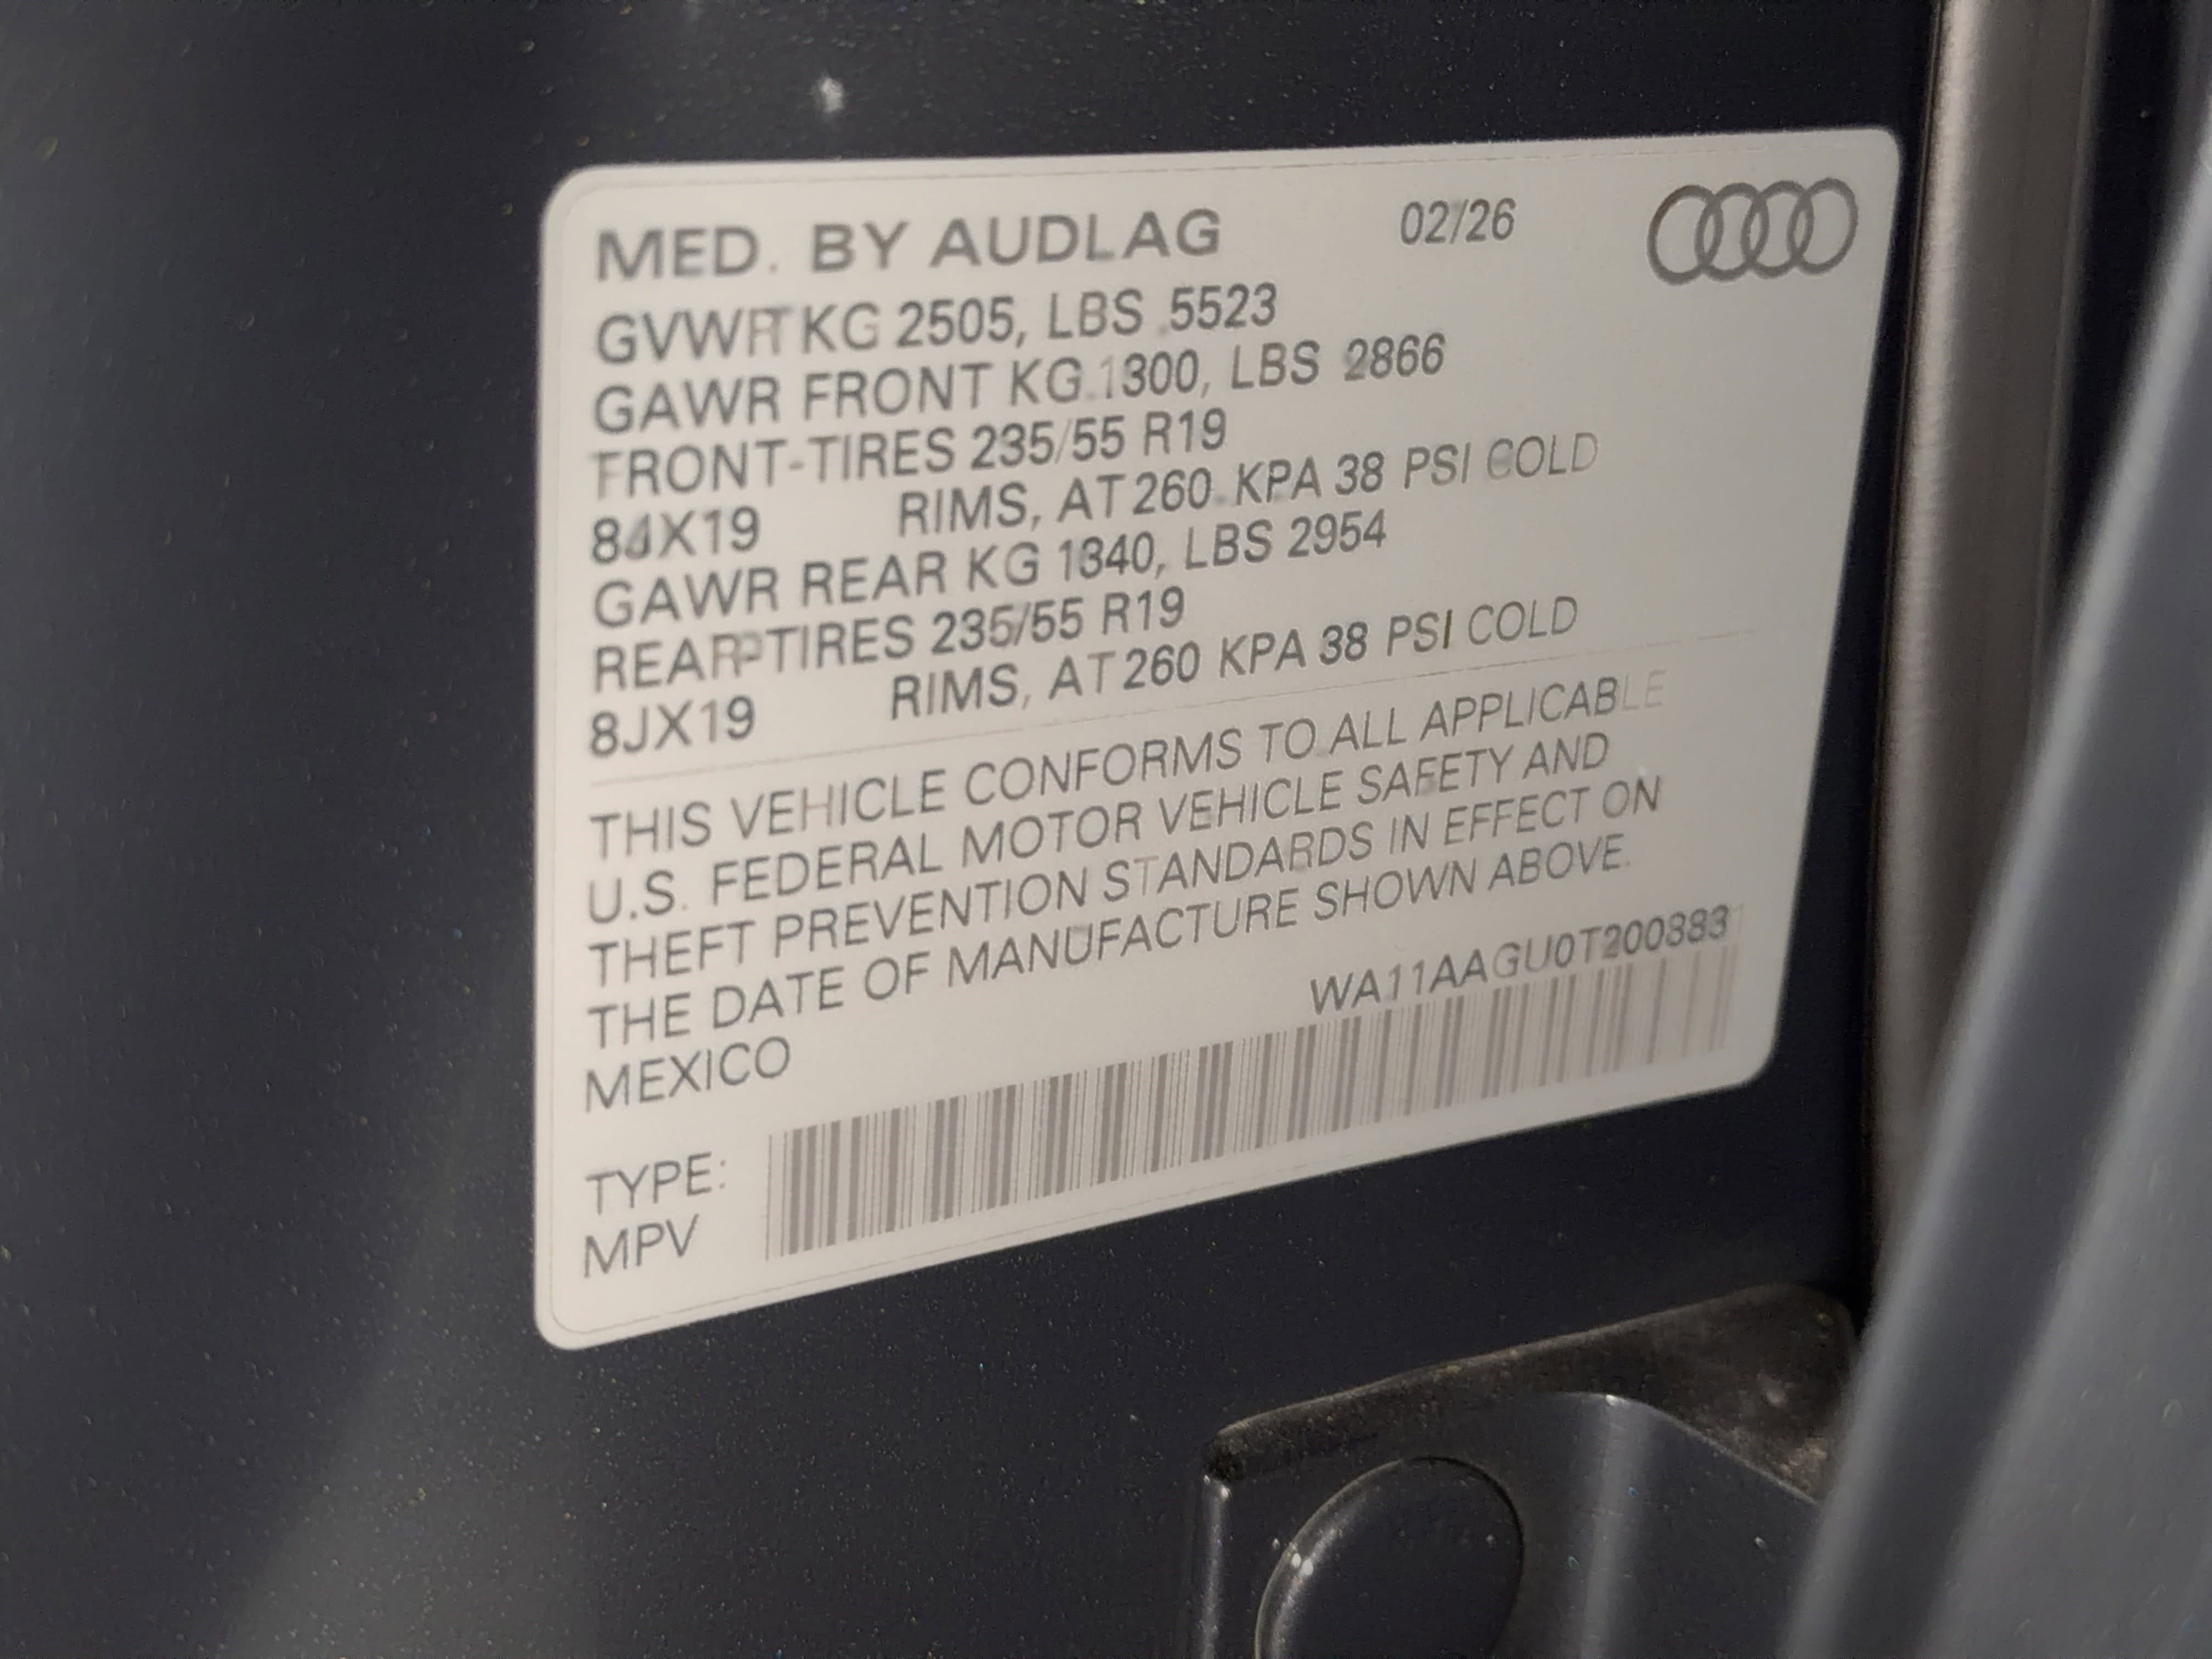 MED. BY AUDI AG 02/26
GVWR KG 2505, LBS 5523
GAWR FRONT KG 1300, LBS 2866
FRONT-TIRES 235/55 R19
8JX19 RIMS, AT 260 KPA 38 PSI COLD
GAWR REAR KG 1340, LBS 2954
REAR-TIRES 235/55 R19
8JX19 RIMS, AT 260 KPA 38 PSI COLD
THIS VEHICLE CONFORMS TO ALL APPLICABLE
U.S. FEDERAL MOTOR VEHICLE SAFETY AND
THEFT PREVENTION STANDARDS IN EFFECT ON
THE DATE OF MANUFACTURE SHOWN ABOVE.
MEXICO
TYPE:
MPV